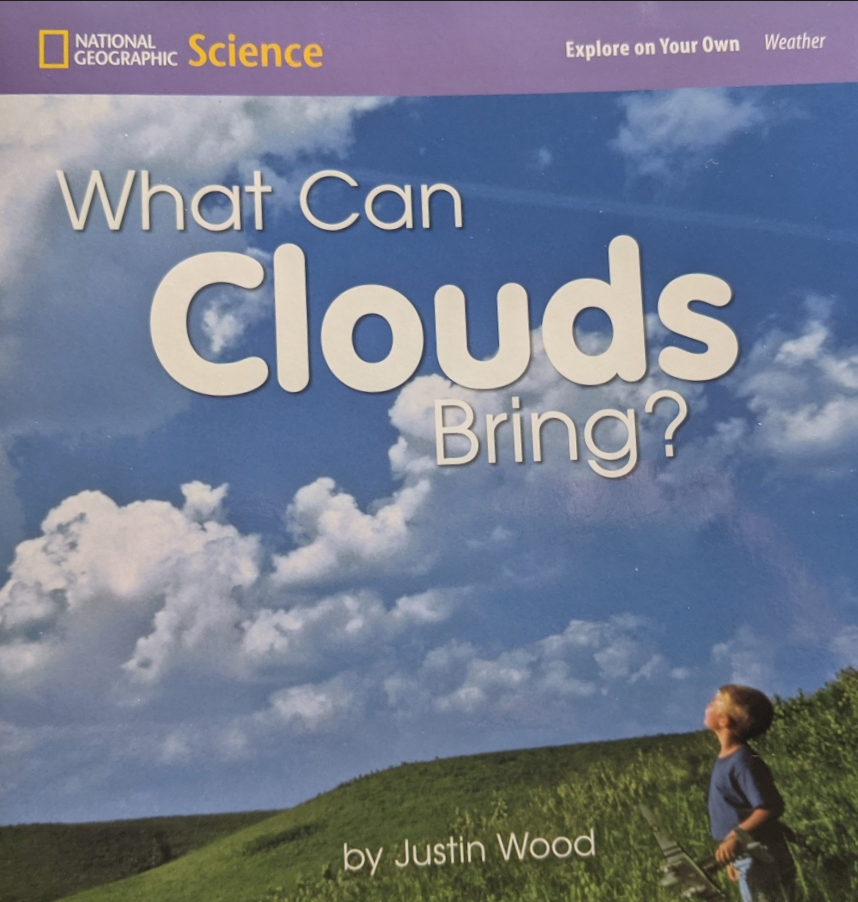 NATIONAL
GEOGRAPHIC
Science
Explore on Your Own Weather
What Can
Clouds
Bring?
by Justin Wood